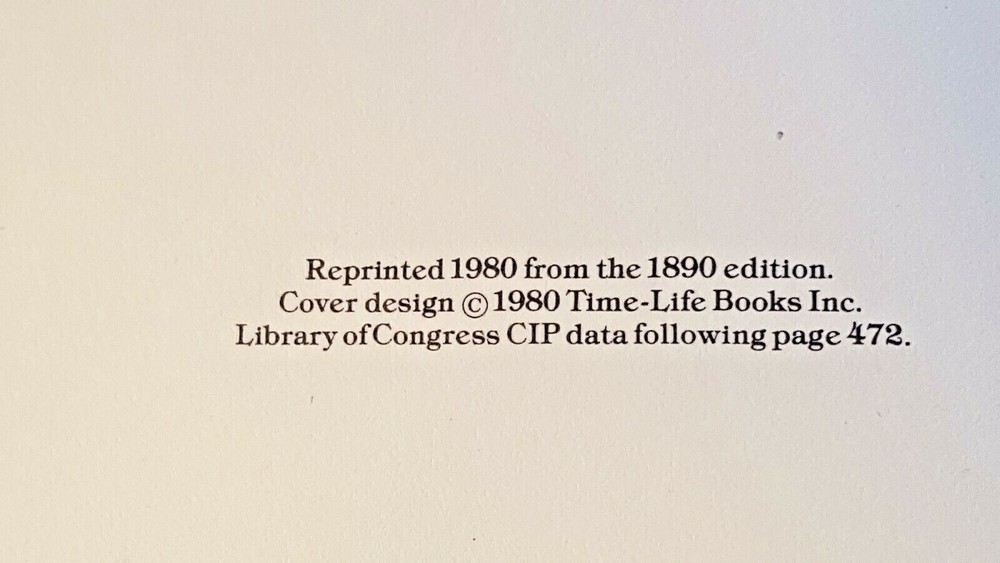 Reprinted 1980 from the 1890 edition.
Cover design © 1980 Time-Life Books Inc.
Library of Congress CIP data following page 472.